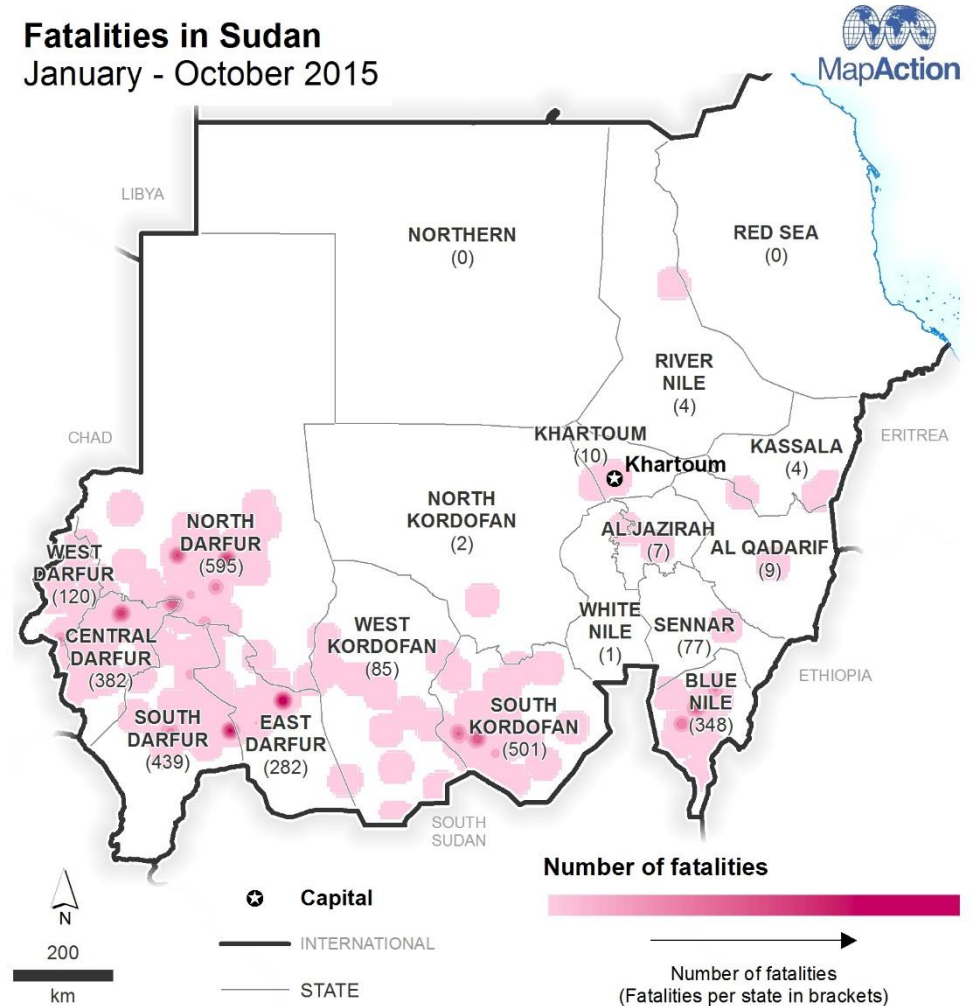 Fatalities in Sudan
January - October 2015
MapAction
LIBYA
NORTHERN
(0)
RED SEA
(0)
RIVER
NILE
(4)
CHAD
KHARTOUM
(10)
Khartoum
KASSALA
(4)
ERITREA
NORTH
KORDOFAN
(2)
NORTH
DARFUR
(595)
WEST
DARFUR
(120)
AL JAZIRAH
(7)
AL QADARIF
(9)
CENTRAL
DARFUR
(382)
WEST
KORDOFAN
(85)
WHITE
NILE
(1)
SENNAR
(77)
ETHIOPIA
BLUE
NILE
(348)
SOUTH
DARFUR
(439)
EAST
DARFUR
(282)
SOUTH
KORDOFAN
(501)
SOUTH
SUDAN
N
200
km
Capital
INTERNATIONAL
STATE
Number of fatalities
Number of fatalities
(Fatalities per state in brackets)